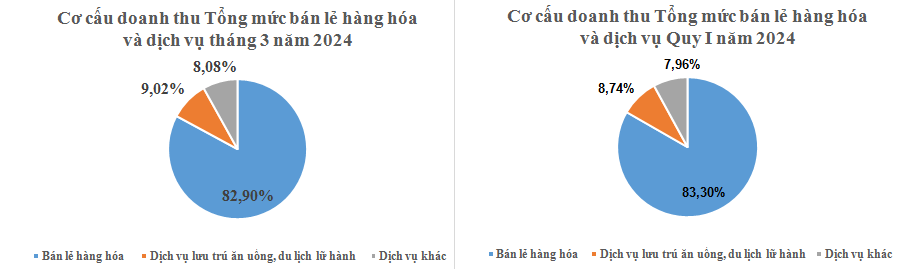 Cơ cấu doanh thu Tổng mức bán lẻ hàng hóa
và dịch vụ tháng 3 năm 2024
8,08%
9,02%
82,90%
Bán lẻ hàng hóa
Dịch vụ lưu trú ăn uống, du lịch lữ hành
Dịch vụ khác
Cơ cấu doanh thu Tổng mức bán lẻ hàng hóa
và dịch vụ Quy I năm 2024
7,96%
8,74%
83,30%
Bán lẻ hàng hóa
Dịch vụ lưu trú ăn uống, du lịch lữ hành
Dịch vụ khác